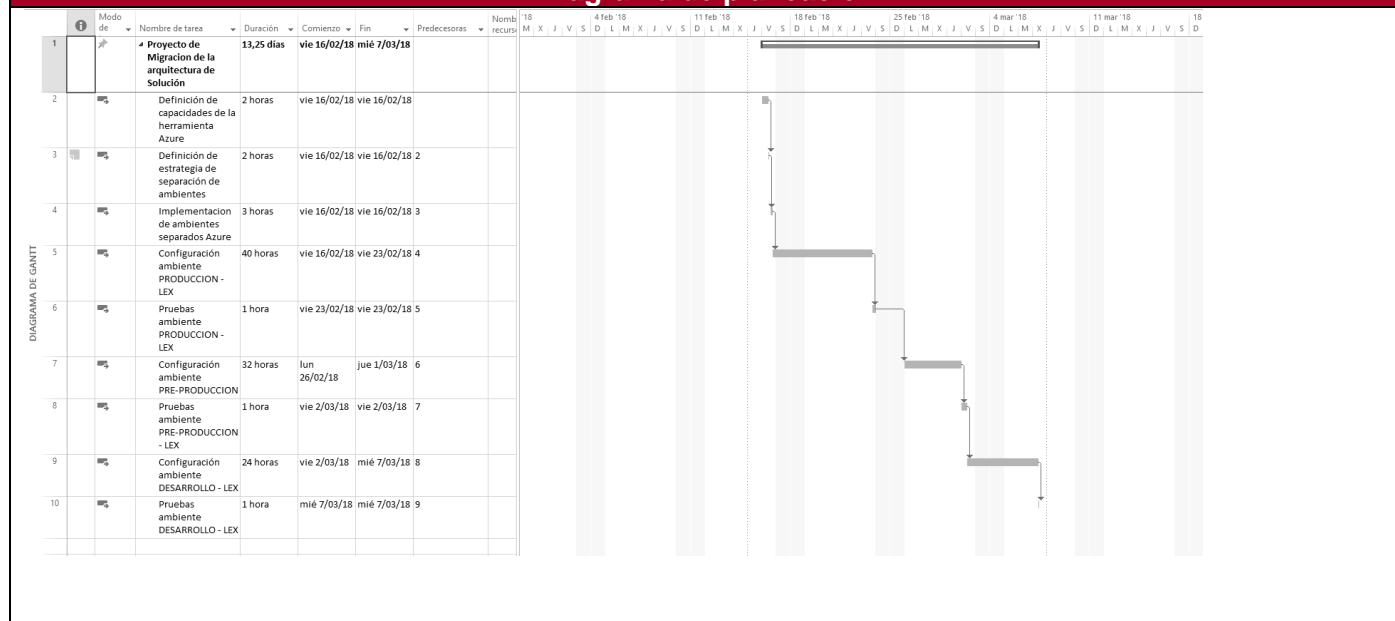 Modo de
Nombre de tarea
Duración
Comienzo
Fin
Predecesoras
Nomb recurs
'18
4 feb '18
11 feb '18
18 feb '18
25 feb '18
4 mar '18
11 mar '18
18
M X J V S D L M X J V S D L M X J V S D L M X J V S D L M X J V S D L M X J V S D L M X J V S D
1 Proyecto de Migracion de la arquitectura de Solución 13,25 días vie 16/02/18 mié 7/03/18
2 Definición de capacidades de la herramienta Azure 2 horas vie 16/02/18 vie 16/02/18
3 Definición de estrategia de separación de ambientes 2 horas vie 16/02/18 vie 16/02/18 2
4 Implementacion de ambientes separados Azure 3 horas vie 16/02/18 vie 16/02/18 3
5 Configuración ambiente PRODUCCION - LEX 40 horas vie 16/02/18 vie 23/02/18 4
6 Pruebas ambiente PRODUCCION - LEX 1 hora vie 23/02/18 vie 23/02/18 5
7 Configuración ambiente PRE-PRODUCCION 32 horas lun 26/02/18 jue 1/03/18 6
8 Pruebas ambiente PRE-PRODUCCION - LEX 1 hora vie 2/03/18 vie 2/03/18 7
9 Configuración ambiente DESARROLLO - LEX 24 horas vie 2/03/18 mié 7/03/18 8
10 Pruebas ambiente DESARROLLO - LEX 1 hora mié 7/03/18 mié 7/03/18 9
DIAGRAMA DE GANTT